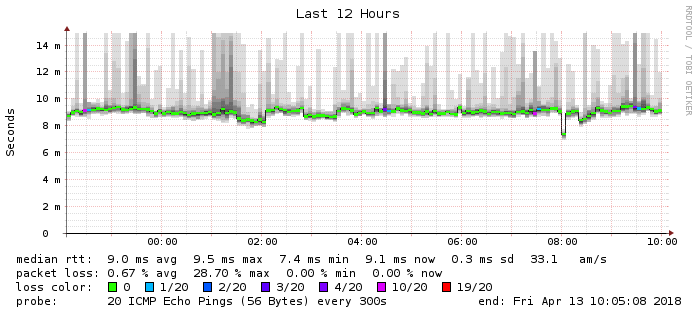 Last 12 Hours
RRDTOOL / TOBI OETIKER
Seconds
14 m
12 m
10 m
8 m
6 m
4 m
2 m
0
00:00 02:00 04:00 06:00 08:00 10:00
median rtt: 9.0 ms avg 9.5 ms max 7.4 ms min 9.1 ms now 0.3 ms sd 33.1 am/s
packet loss: 0.67 % avg 28.70 % max 0.00 % min 0.00 % now
loss color: 0 1/20 2/20 3/20 4/20 10/20 19/20
probe: 20 ICMP Echo Pings (56 Bytes) every 300s end: Fri Apr 13 10:05:08 2018